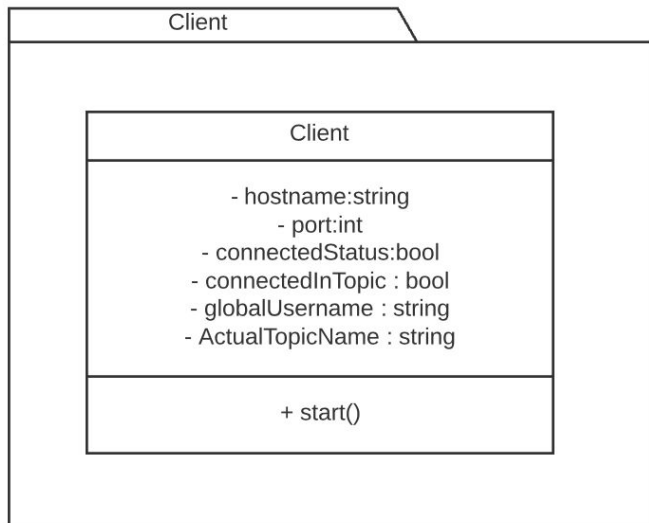 Client
Client
- hostname:string
- port:int
- connectedStatus:bool
- connectedInTopic : bool
- globalUsername : string
- ActualTopicName : string
+ start()